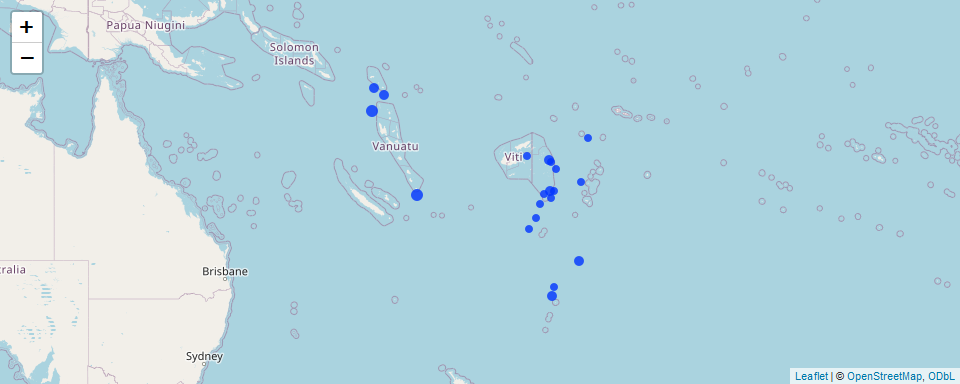 +
Papua Niugini
Solomon
Islands
−
Vanuatu
Viti
Brisbane
ralia
Sydney
Leaflet | © OpenStreetMap, ODbL